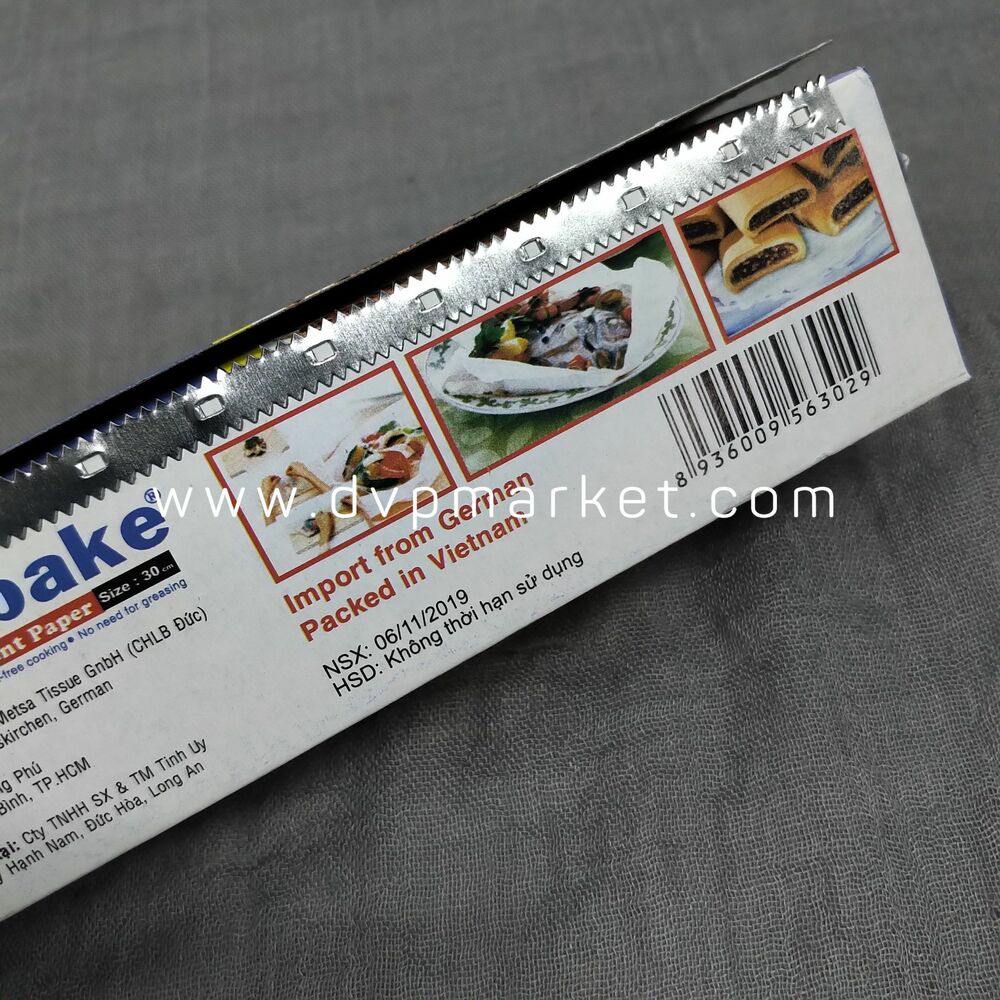 bake®
Paper Size : 30 cm
-free cooking • No need for greasing
Metsa Tissue GnbH (CHLB Đức)
skirchen, German
Phú
Bình, TP.HCM
Cty TNHH SX & TM Tinh Uy
Hạnh Nam, Đức Hòa, Long An
Import from German
Packed in Vietnam
NSX: 06/11/2019
HSD: Không thời hạn sử dụng
8 936009 563029
www.dvpmarket.com